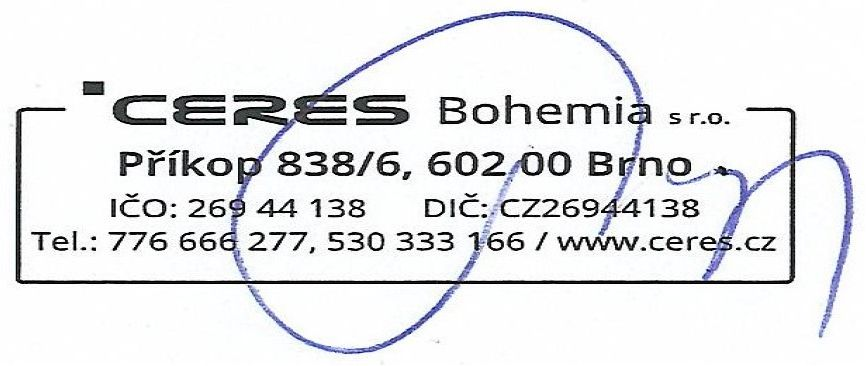 CERES Bohemia s r.o.
Příkop 838/6, 602 00 Brno
IČO: 269 44 138 DIČ: CZ26944138
Tel.: 776 666 277, 530 333 166 / www.ceres.cz